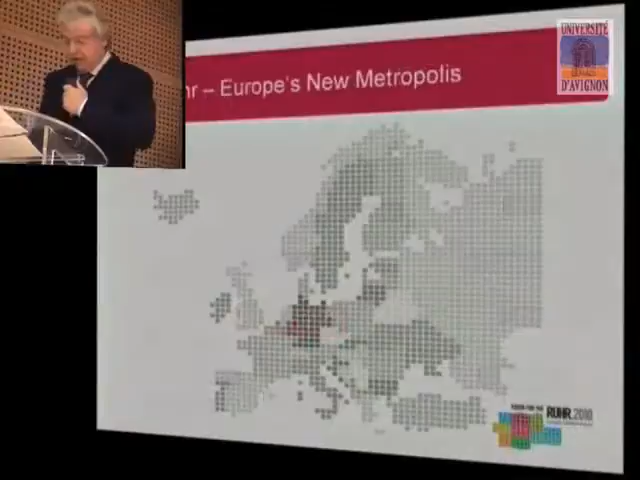 UNIVERSITÉ
D'AVIGNON
hr – Europe's New Metropolis
RUHR.2010